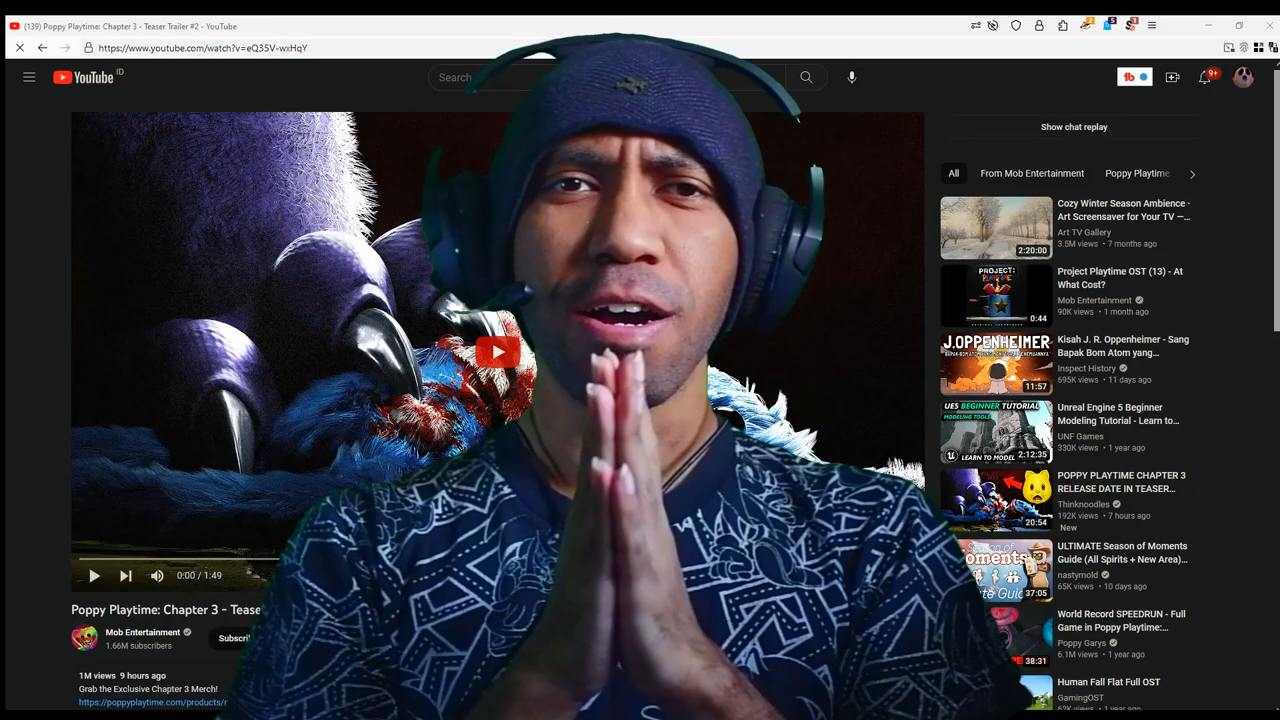 (139) Poppy Playtime: Chapter 3 - Teaser Trailer #2 - YouTube
https://www.youtube.com/watch?v=eQ35V-wxHqY
YouTube ID
Search
9+
Show chat replay
All
From Mob Entertainment
Poppy Playtime
Cozy Winter Season Ambience -
Art Screensaver for Your TV —...
Art TV Gallery
3.5M views • 7 months ago
2:20:00
PROJECT:
PLAYTIME
Project Playtime OST (13) - At
What Cost?
Mob Entertainment
90K views • 1 month ago
0:44
J.OPPENHEIMER
Kisah J. R. Oppenheimer - Sang
Bapak Bom Atom yang...
Inspect History
695K views • 11 days ago
11:57
UE5 BEGINNER TUTORIAL
MODELING TOOLS
LEARN TO MODEL
Unreal Engine 5 Beginner
Modeling Tutorial - Learn to...
UNF Games
330K views • 1 year ago
2:12:35
POPPY PLAYTIME CHAPTER 3
RELEASE DATE IN TEASER...
Thinknoodles
192K views • 7 hours ago
New
20:54
ULTIMATE Season of Moments
Guide (All Spirits + New Area)...
nastymold
65K views • 10 days ago
37:05
World Record SPEEDRUN - Full
Game in Poppy Playtime:...
Poppy Garys
6.1M views • 1 year ago
38:31
Human Fall Flat Full OST
GamingOST
0:00 / 1:49
Poppy Playtime: Chapter 3 - Tease
Mob Entertainment
1.66M subscribers
Subscri
1M views 9 hours ago
Grab the Exclusive Chapter 3 Merch!
https://poppyplaytime.com/products/r